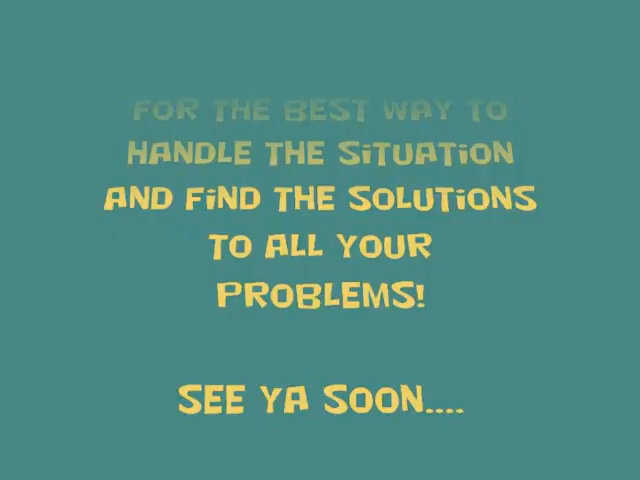 FOR THE BEST WAY TO
HANDLE THE SiTUATiON
AND FiND THE SOLUTiONS
TO ALL YOUR
PROBLEMS!
SEE YA SOON....